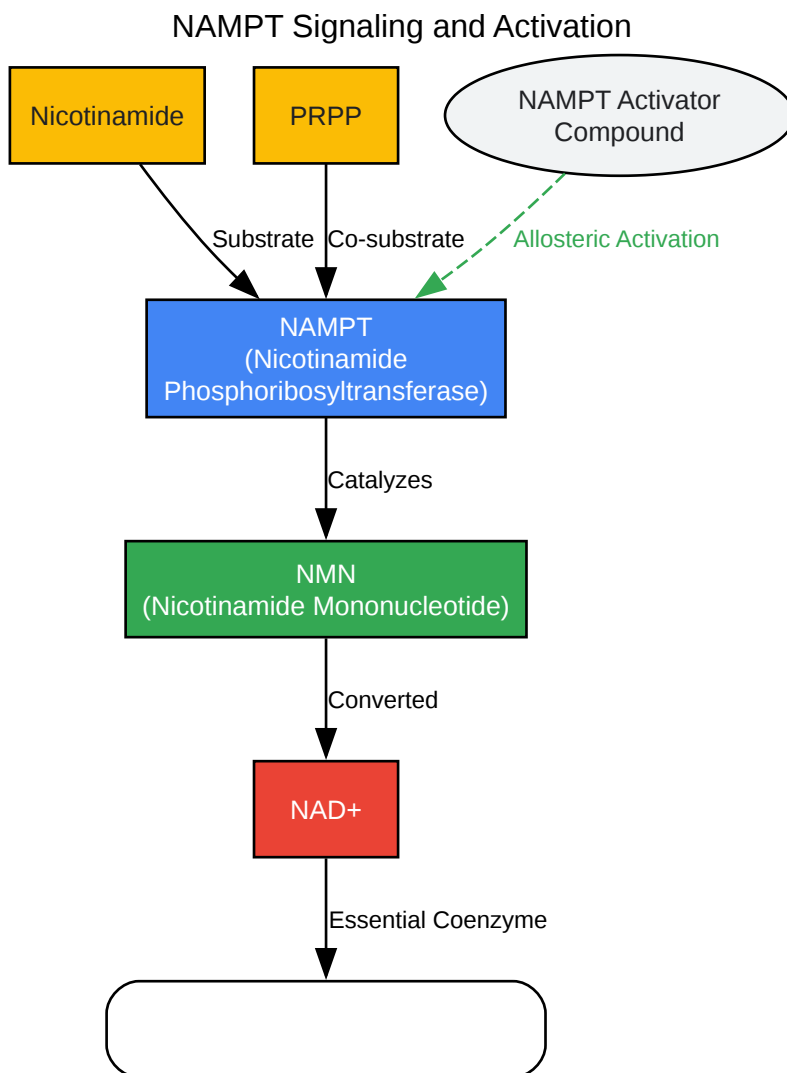 NAMPT Signaling and Activation
Nicotinamide
PRPP
NAMPT Activator
Compound
Substrate
Co-substrate
Allosteric Activation
NAMPT
(Nicotinamide
Phosphoribosyltransferase)
Catalyzes
NMN
(Nicotinamide Mononucleotide)
Converted
NAD+
Essential Coenzyme